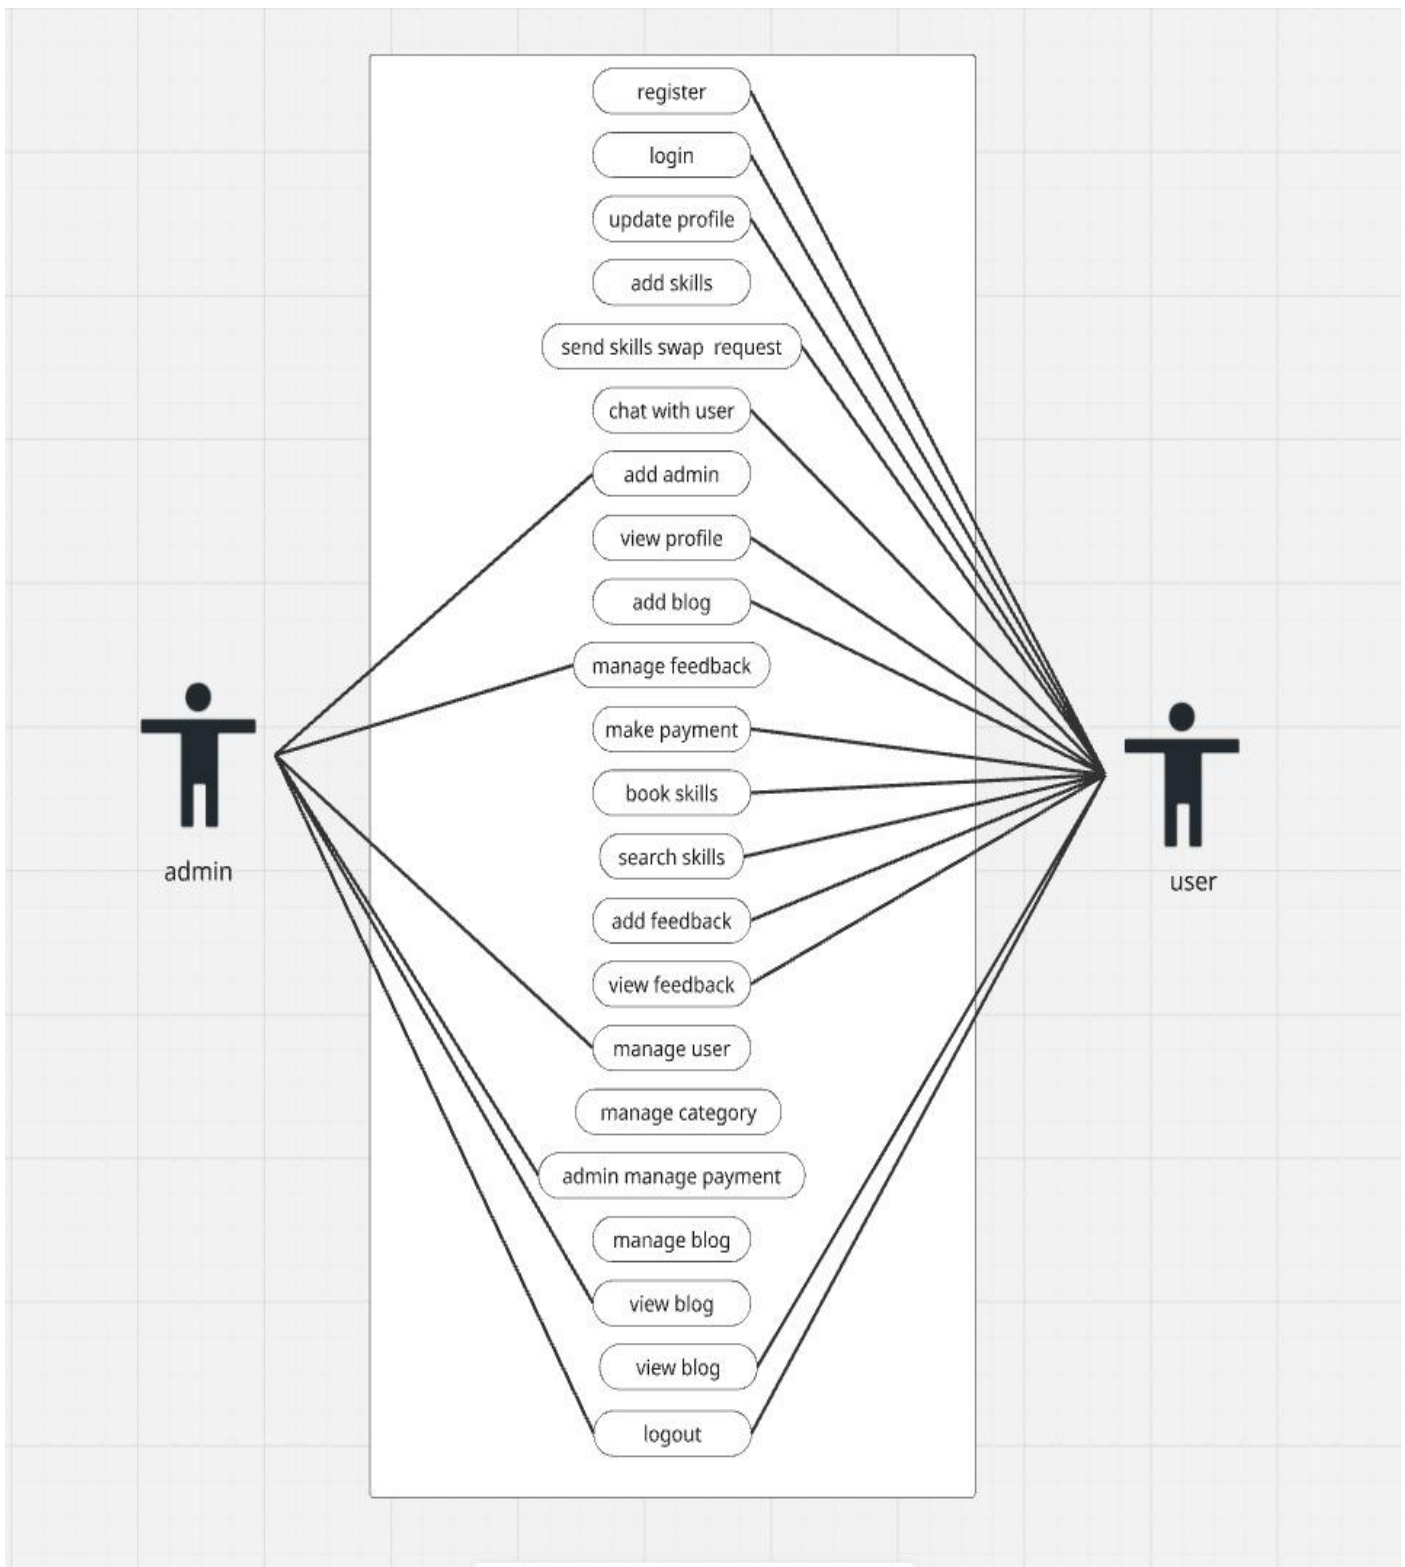 register
login
update profile
add skills
send skills swap  request
chat with user
add admin
view profile
add blog
manage feedback
make payment
book skills
search skills
add feedback
view feedback
manage user
manage category
admin manage payment
manage blog
view blog
view blog
logout
admin
user